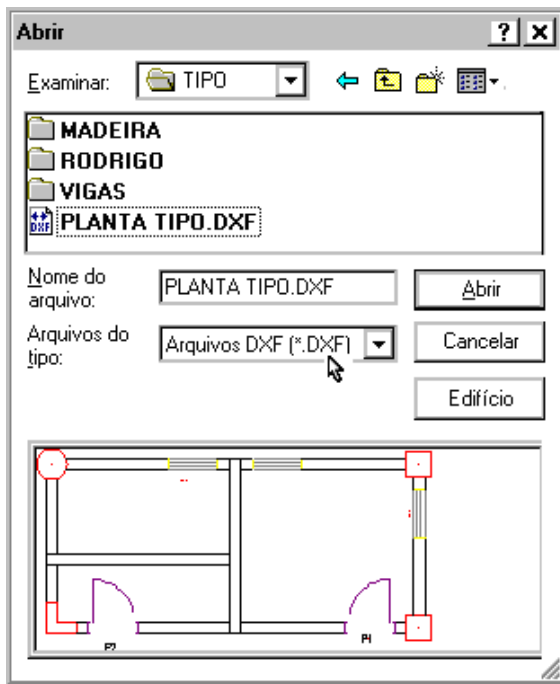 Abrir
Examinar: TIPO
MADEIRA
RODRIGO
VIGAS
PLANTA TIPO.DXF
Nome do arquivo: PLANTA TIPO.DXF Abrir
Arquivos do tipo: Arquivos DXF (*.DXF) Cancelar
Edifício
P2 P1